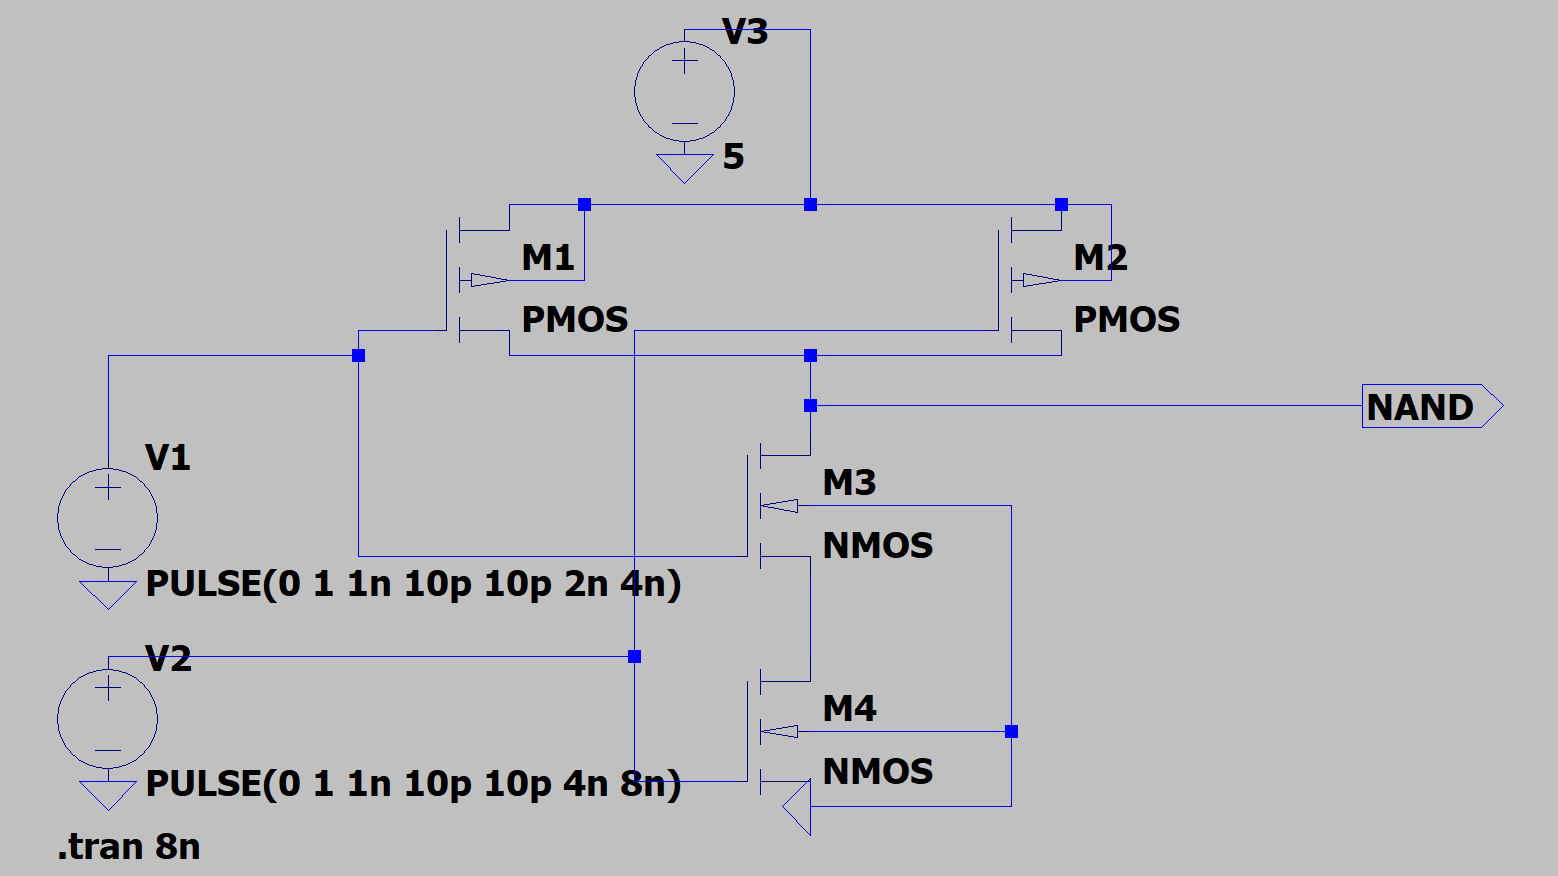 V3
5
M1
PMOS
M2
PMOS
NAND
V1
PULSE(0 1 1n 10p 10p 2n 4n)
M3
NMOS
V2
PULSE(0 1 1n 10p 10p 4n 8n)
M4
NMOS
.tran 8n